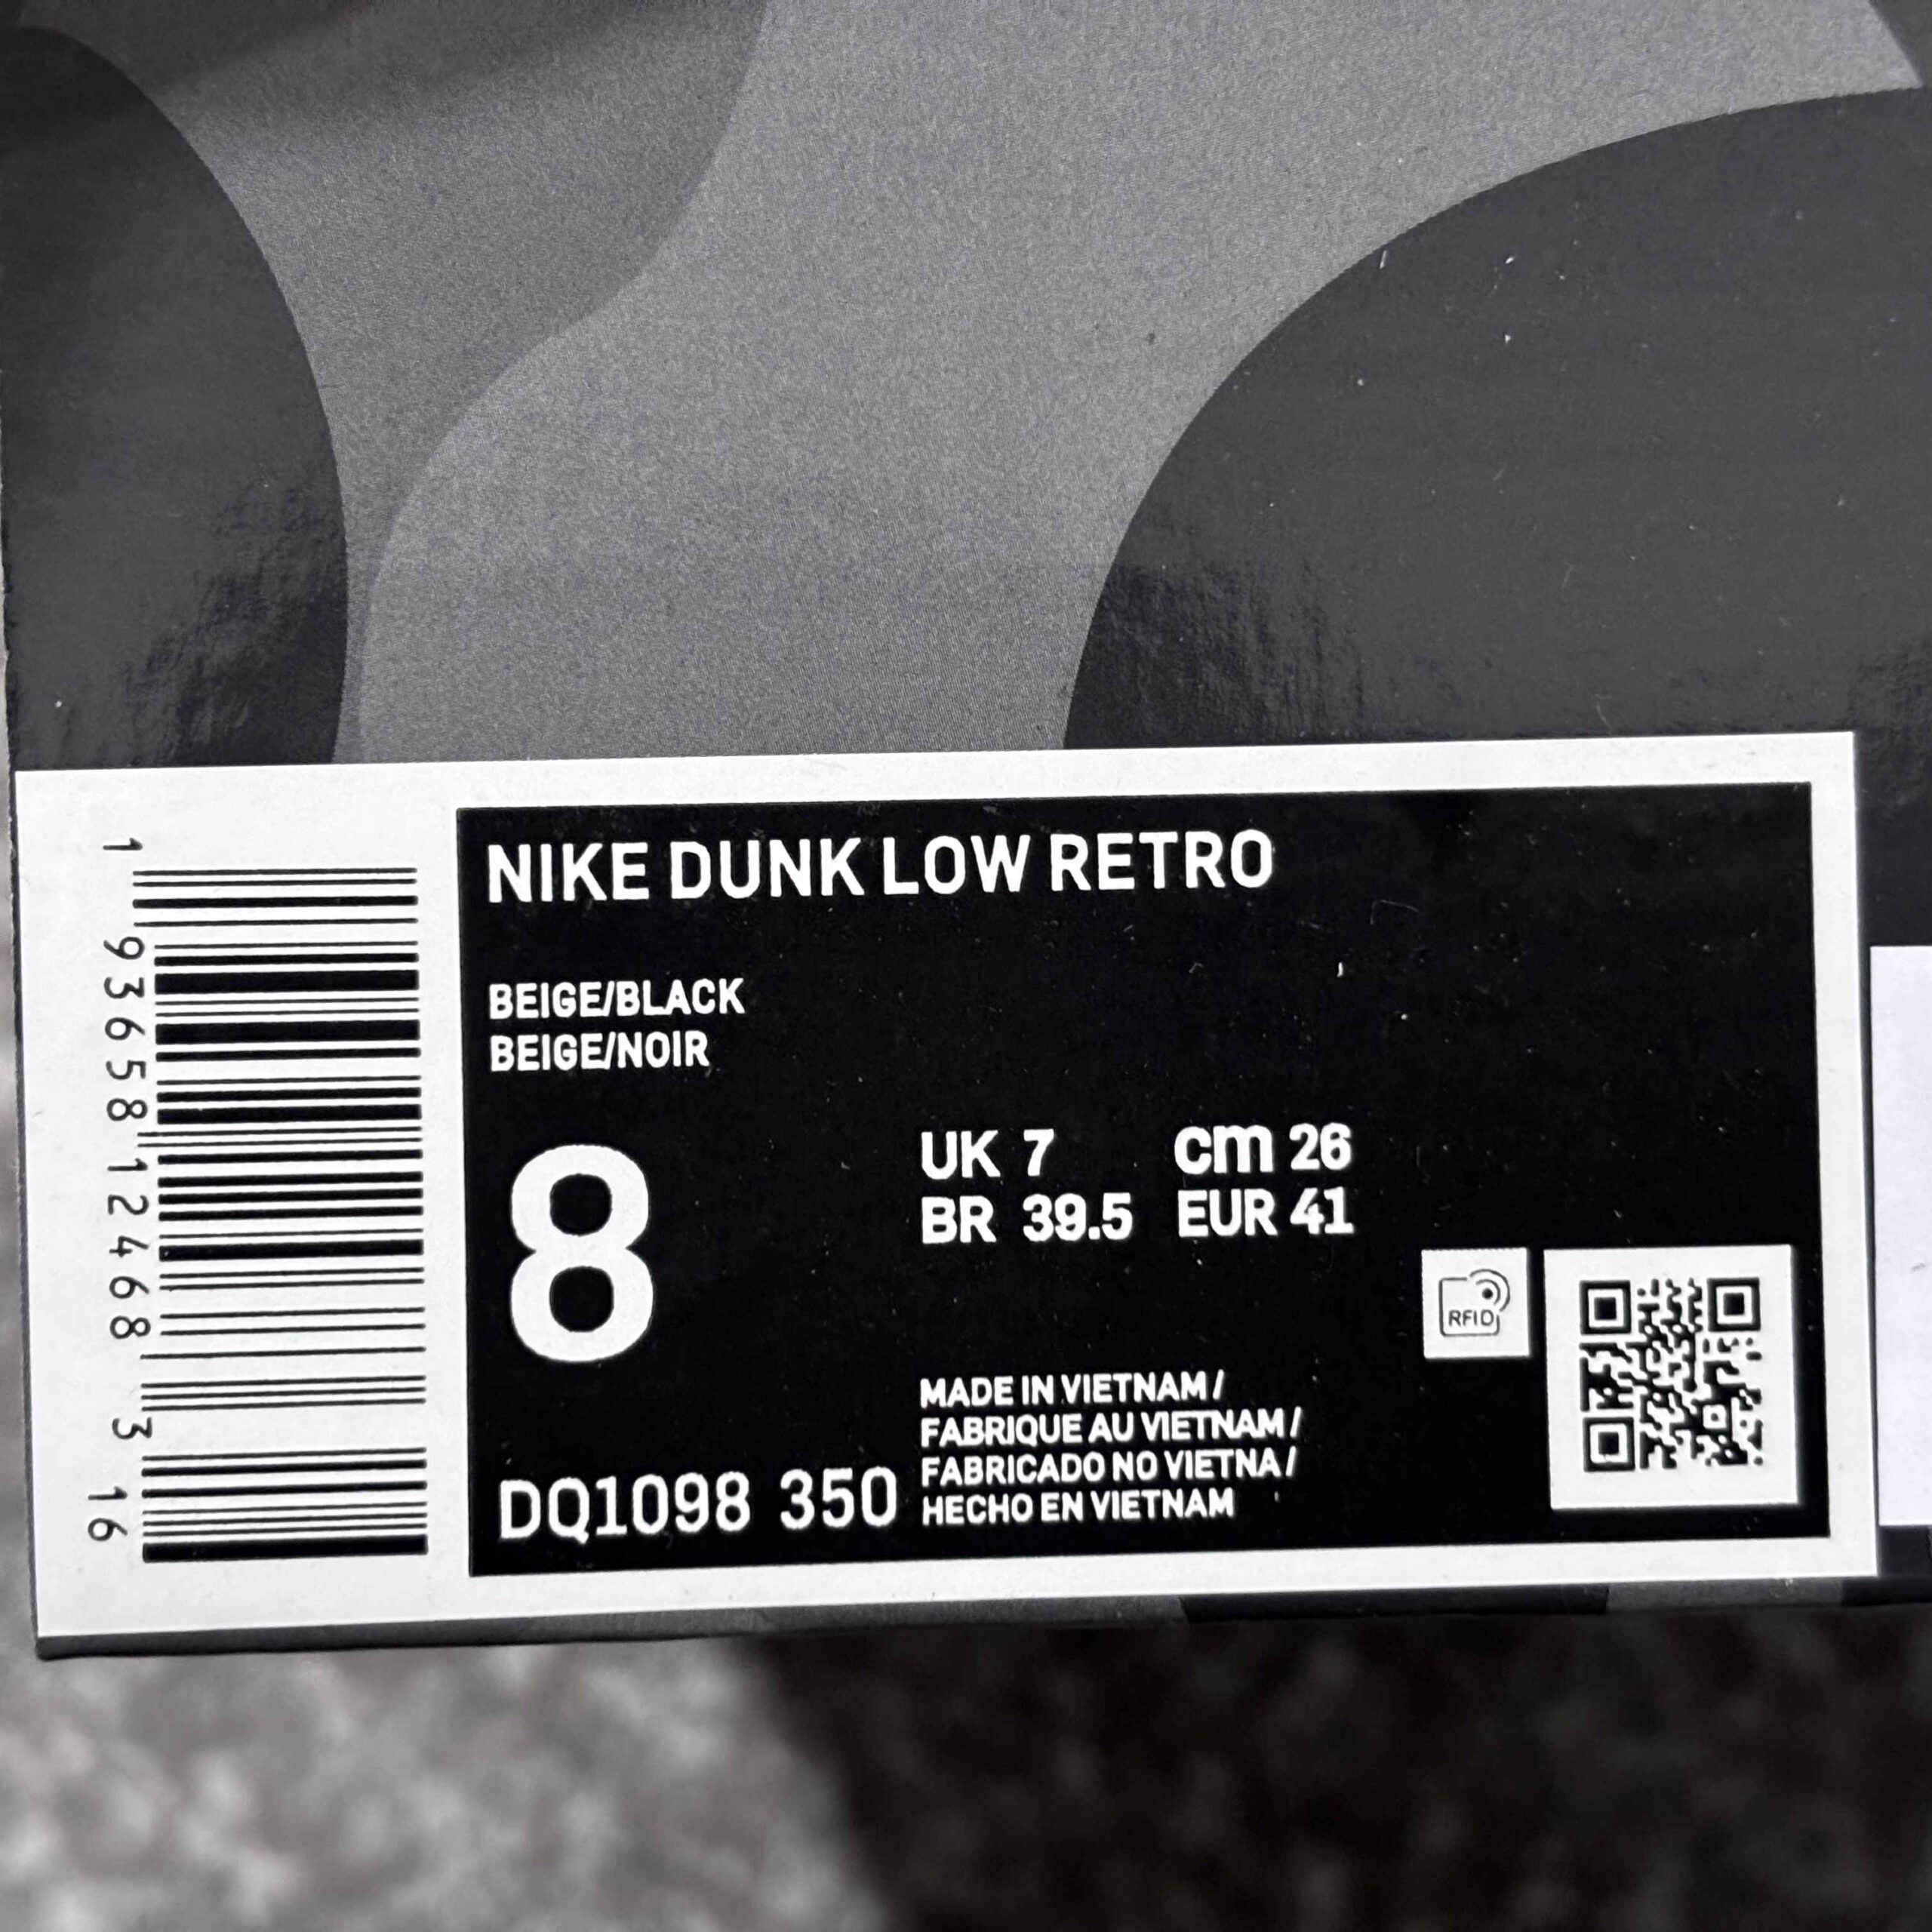 NIKE DUNK LOW RETRO
BEIGE/BLACK
BEIGE/NOIR
8
UK 7 cm 26
BR 39.5 EUR 41
RFID
MADE IN VIETNAM /
FABRIQUE AU VIETNAM /
FABRICADO NO VIETNA /
HECHO EN VIETNAM
DQ1098 350
1 93658 12468 3 16